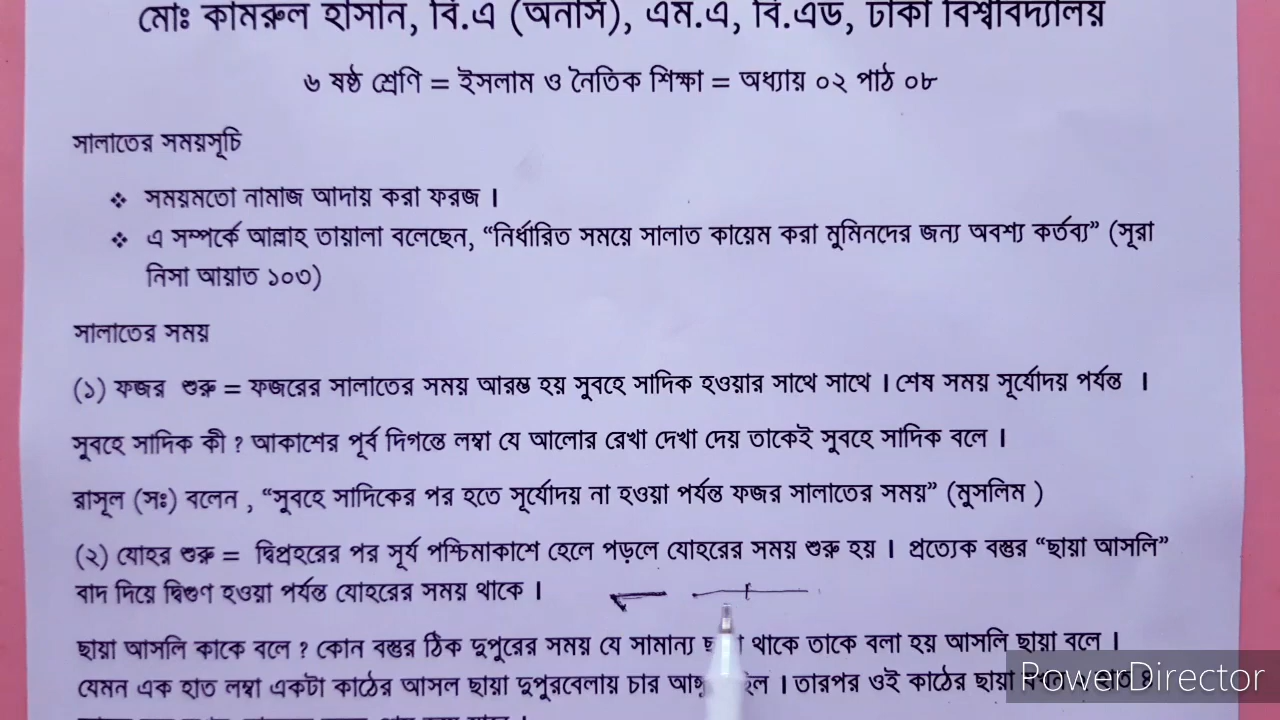 মোঃ কামরুল হাসান, বি.এ (অনার্স), এম.এ, বি.এড, ঢাকা বিশ্ববিদ্যালয়
৬ ষষ্ঠ শ্রেণি = ইসলাম ও নৈতিক শিক্ষা = অধ্যায় ০২ পাঠ ০৮
সালাতের সময়সূচি
❖ সময়মতো নামাজ আদায় করা ফরজ ।
❖ এ সম্পর্কে আল্লাহ তায়ালা বলেছেন, “নির্ধারিত সময়ে সালাত কায়েম করা মুমিনদের জন্য অবশ্য কর্তব্য” (সূরা
নিসা আয়াত ১০৩)
সালাতের সময়
(১) ফজর শুরু = ফজরের সালাতের সময় আরম্ভ হয় সুবহে সাদিক হওয়ার সাথে সাথে । শেষ সময় সূর্যোদয় পর্যন্ত ।
সুবহে সাদিক কী ? আকাশের পূর্ব দিগন্তে লম্বা যে আলোর রেখা দেখা দেয় তাকেই সুবহে সাদিক বলে ।
রাসূল (সঃ) বলেন , “সুবহে সাদিকের পর হতে সূর্যোদয় না হওয়া পর্যন্ত ফজর সালাতের সময়” (মুসলিম )
(২) যোহর শুরু = দ্বিপ্রহরের পর সূর্য পশ্চিমাকাশে হেলে পড়লে যোহরের সময় শুরু হয় । প্রত্যেক বস্তুর “ছায়া আসলি”
বাদ দিয়ে দ্বিগুণ হওয়া পর্যন্ত যোহরের সময় থাকে ।
ছায়া আসলি কাকে বলে ? কোন বস্তুর ঠিক দুপুরের সময় যে সামান্য থাকে তাকে বলা হয় আসলি ছায়া বলে ।
যেমন এক হাত লম্বা একটা কাঠের আসল ছায়া দুপুরবেলায় চার ছিল । তারপর ওই কাঠের ছায়া
PowerDirector